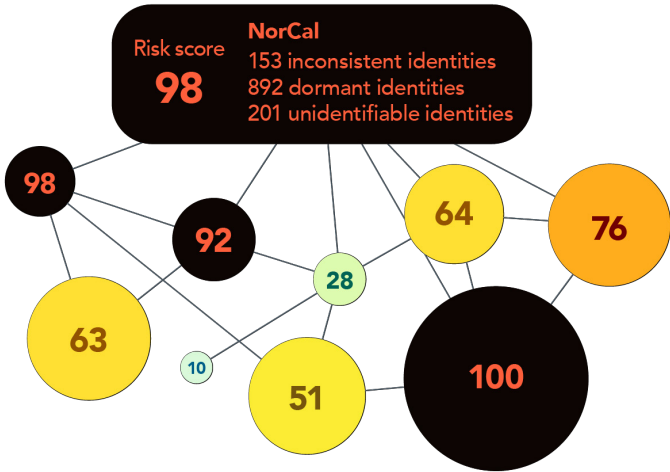 Risk score
98
NorCal
153 inconsistent identities
892 dormant identities
201 unidentifiable identities
98
92
64
76
28
63
10
51
100